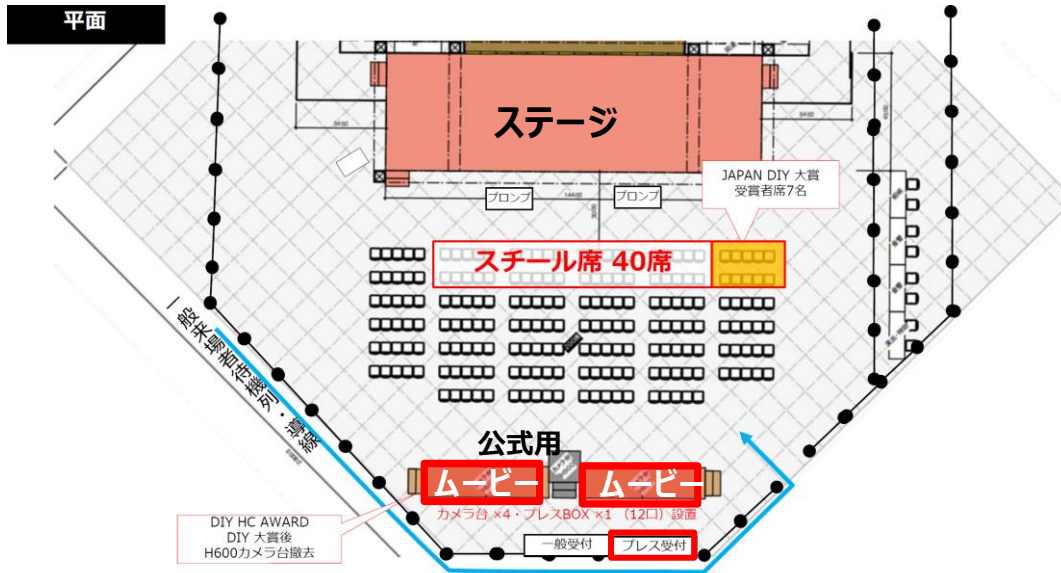 平面
ステージ
3450
3450
JAPAN DIY 大賞
受賞者席7名
プロンプ
14400
プロンプ
スチール席 40席
一般来場者待機列・導線
公式用
ムービー
ムービー
カメラ台 ×4・プレスBOX ×1 （12口）設置
DIY HC AWARD
DIY 大賞後
H600カメラ台撤去
一般受付
プレス受付